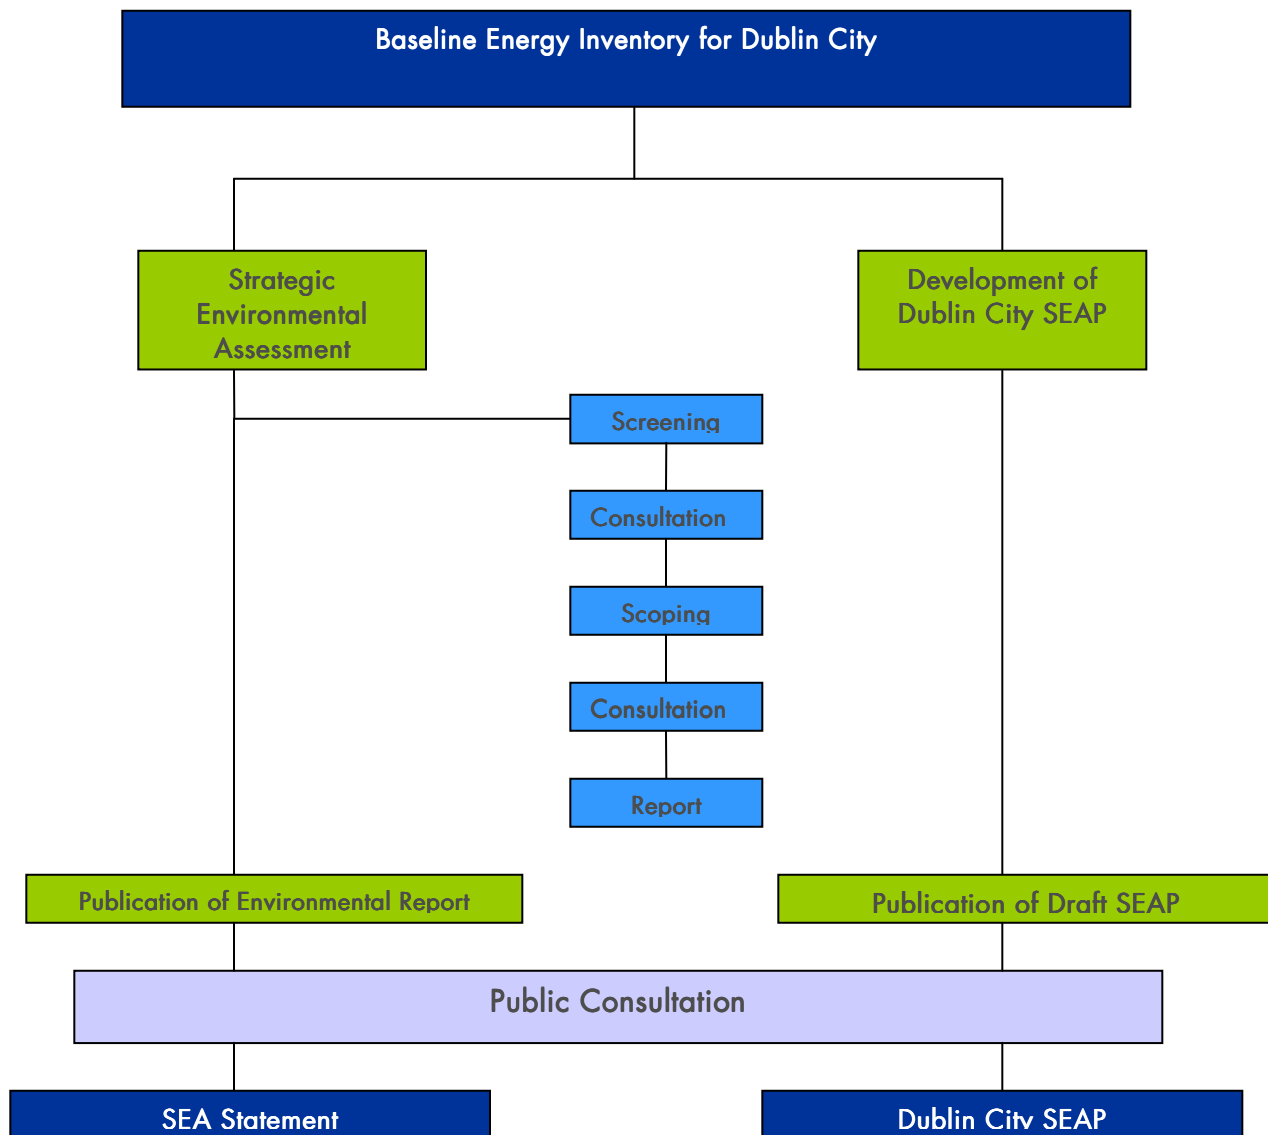 Baseline Energy Inventory for Dublin City
Strategic
Environmental
Assessment
Development of
Dublin City SEAP
Screening
Consultation
Scoping
Consultation
Report
Publication of Environmental Report
Publication of Draft SEAP
Public Consultation
SEA Statement
Dublin City SEAP